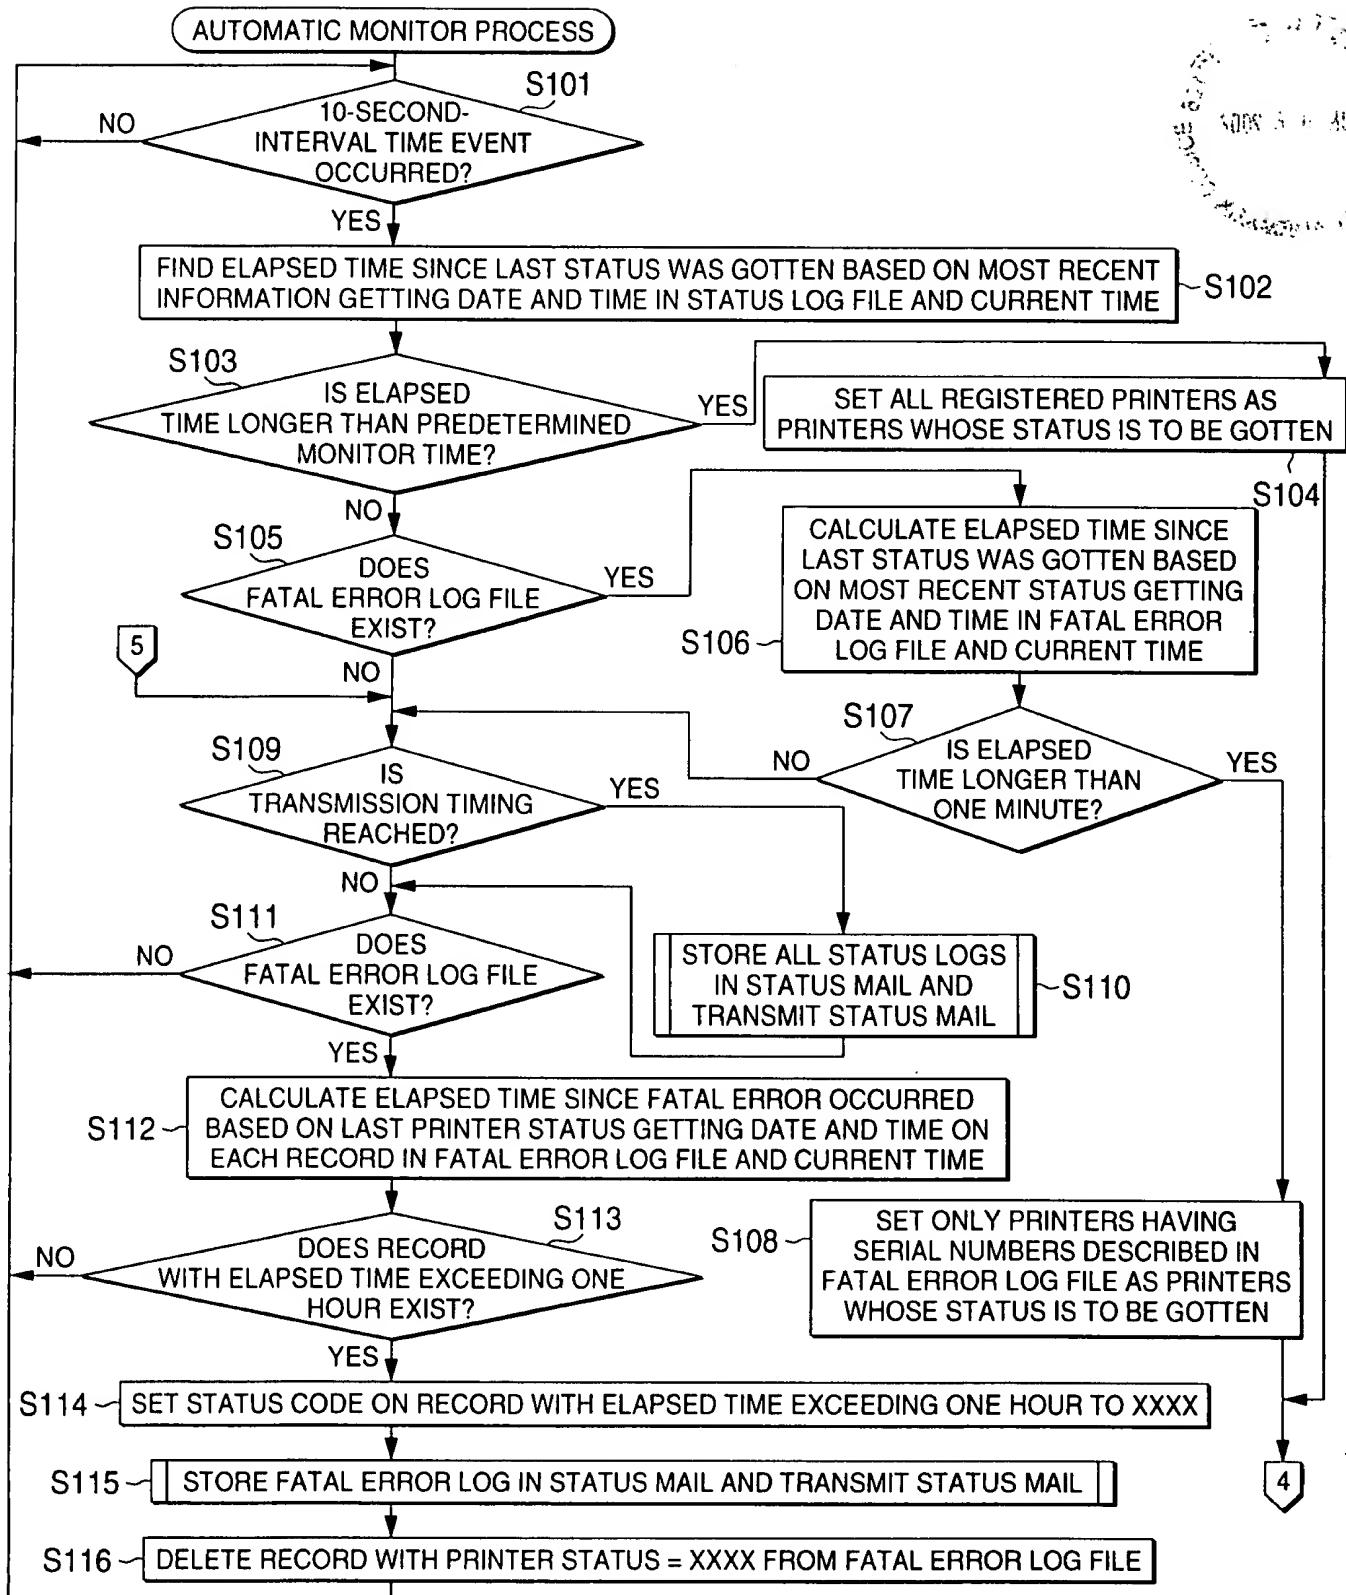 AUTOMATIC MONITOR PROCESS
S101
10-SECOND-
INTERVAL TIME EVENT
OCCURRED?
NO
YES
FIND ELAPSED TIME SINCE LAST STATUS WAS GOTTEN BASED ON MOST RECENT
INFORMATION GETTING DATE AND TIME IN STATUS LOG FILE AND CURRENT TIME
S102
S103
IS ELAPSED
TIME LONGER THAN PREDETERMINED
MONITOR TIME?
YES
NO
SET ALL REGISTERED PRINTERS AS
PRINTERS WHOSE STATUS IS TO BE GOTTEN
S104
S105
DOES
FATAL ERROR LOG FILE
EXIST?
YES
NO
CALCULATE ELAPSED TIME SINCE
LAST STATUS WAS GOTTEN BASED
ON MOST RECENT STATUS GETTING
DATE AND TIME IN FATAL ERROR
LOG FILE AND CURRENT TIME
S106
5
S107
IS ELAPSED
TIME LONGER THAN
ONE MINUTE?
NO
YES
S109
IS
TRANSMISSION TIMING
REACHED?
YES
NO
STORE ALL STATUS LOGS
IN STATUS MAIL AND
TRANSMIT STATUS MAIL
S110
S111
DOES
FATAL ERROR LOG FILE
EXIST?
NO
YES
S112
CALCULATE ELAPSED TIME SINCE FATAL ERROR OCCURRED
BASED ON LAST PRINTER STATUS GETTING DATE AND TIME ON
EACH RECORD IN FATAL ERROR LOG FILE AND CURRENT TIME
S113
DOES RECORD
WITH ELAPSED TIME EXCEEDING ONE
HOUR EXIST?
NO
YES
S108
SET ONLY PRINTERS HAVING
SERIAL NUMBERS DESCRIBED IN
FATAL ERROR LOG FILE AS PRINTERS
WHOSE STATUS IS TO BE GOTTEN
S114
SET STATUS CODE ON RECORD WITH ELAPSED TIME EXCEEDING ONE HOUR TO XXXX
S115
STORE FATAL ERROR LOG IN STATUS MAIL AND TRANSMIT STATUS MAIL
4
S116
DELETE RECORD WITH PRINTER STATUS = XXXX FROM FATAL ERROR LOG FILE